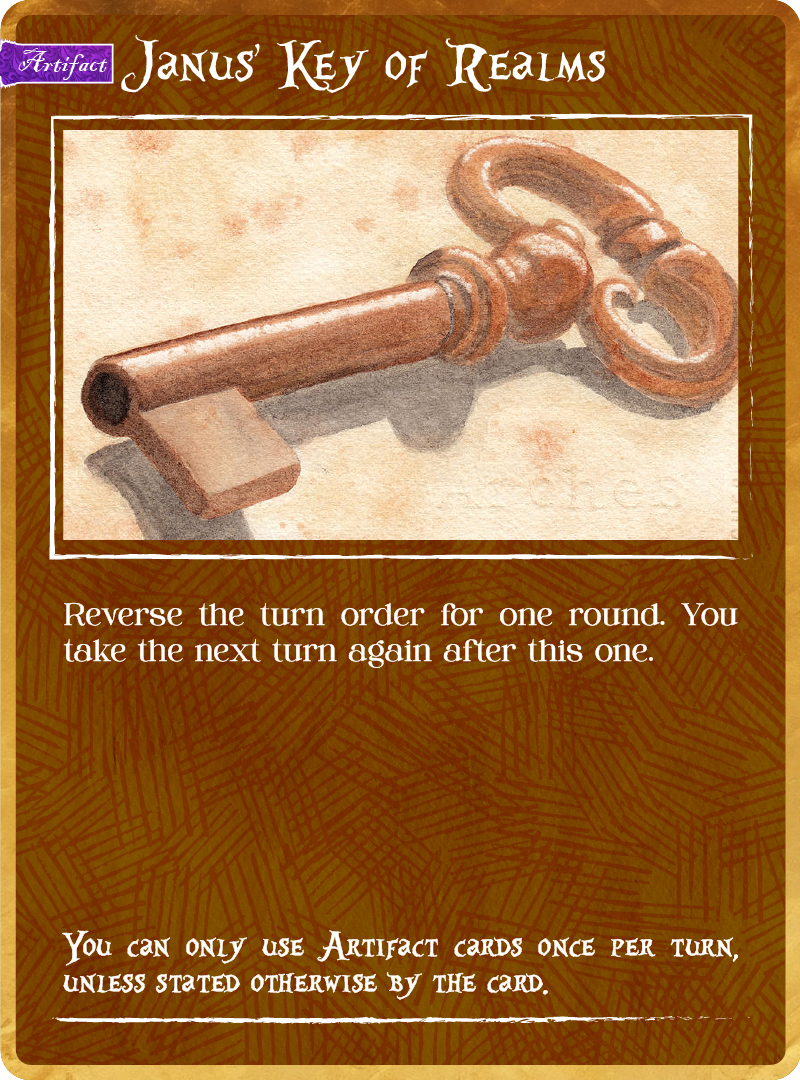 Artifact
Janus' Key of Realms
Arches
Reverse the turn order for one round. You
take the next turn again after this one.
You can only use Artifact cards once per turn,
unless stated otherwise by the card.